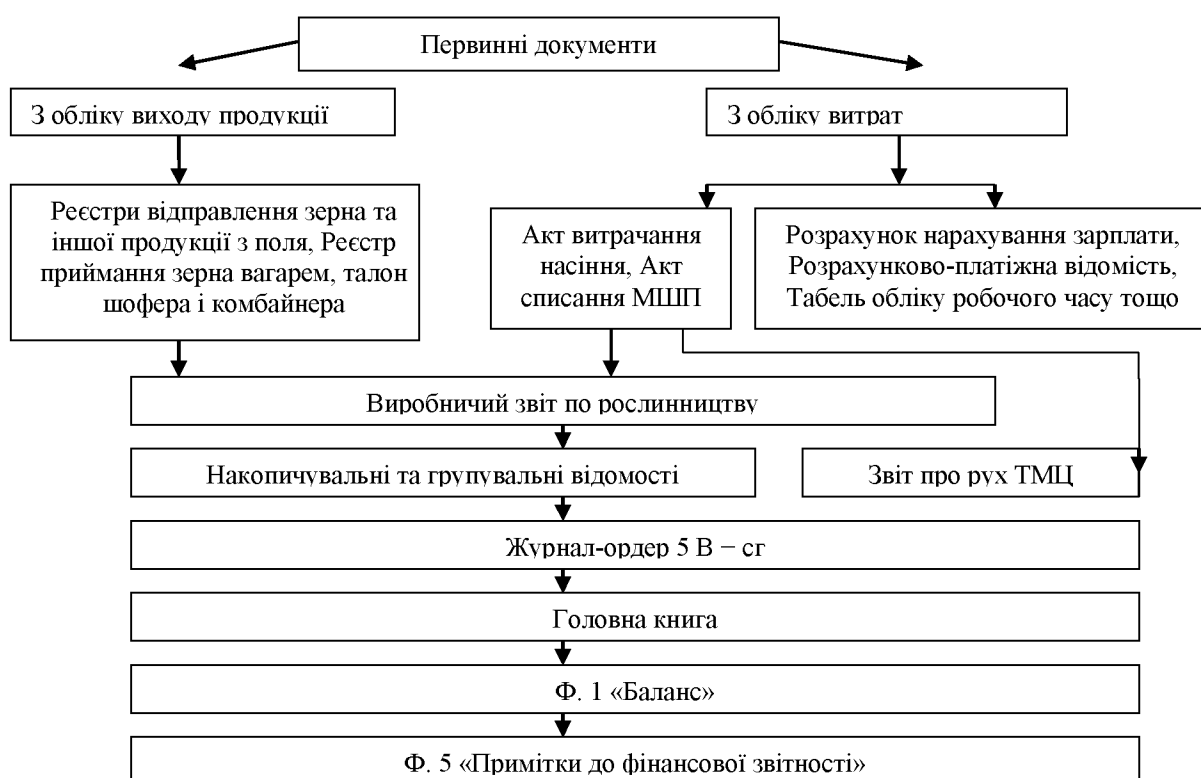 Первинні документи
З обліку виходу продукції
З обліку витрат
Реєстри відправлення зерна та
іншої продукції з поля, Реєстр
приймання зерна вагарем, талон
шофера і комбайнера
Акт витрачання
насіння, Акт
списання МШП
Розрахунок нарахування зарплати,
Розрахунково-платіжна відомість,
Табель обліку робочого часу тощо
Виробничий звіт по рослинництву
Накопичувальні та групувальні відомості
Звіт про рух ТМЦ
Журнал-ордер 5 В − сг
Головна книга
Ф. 1 «Баланс»
Ф. 5 «Примітки до фінансової звітності»